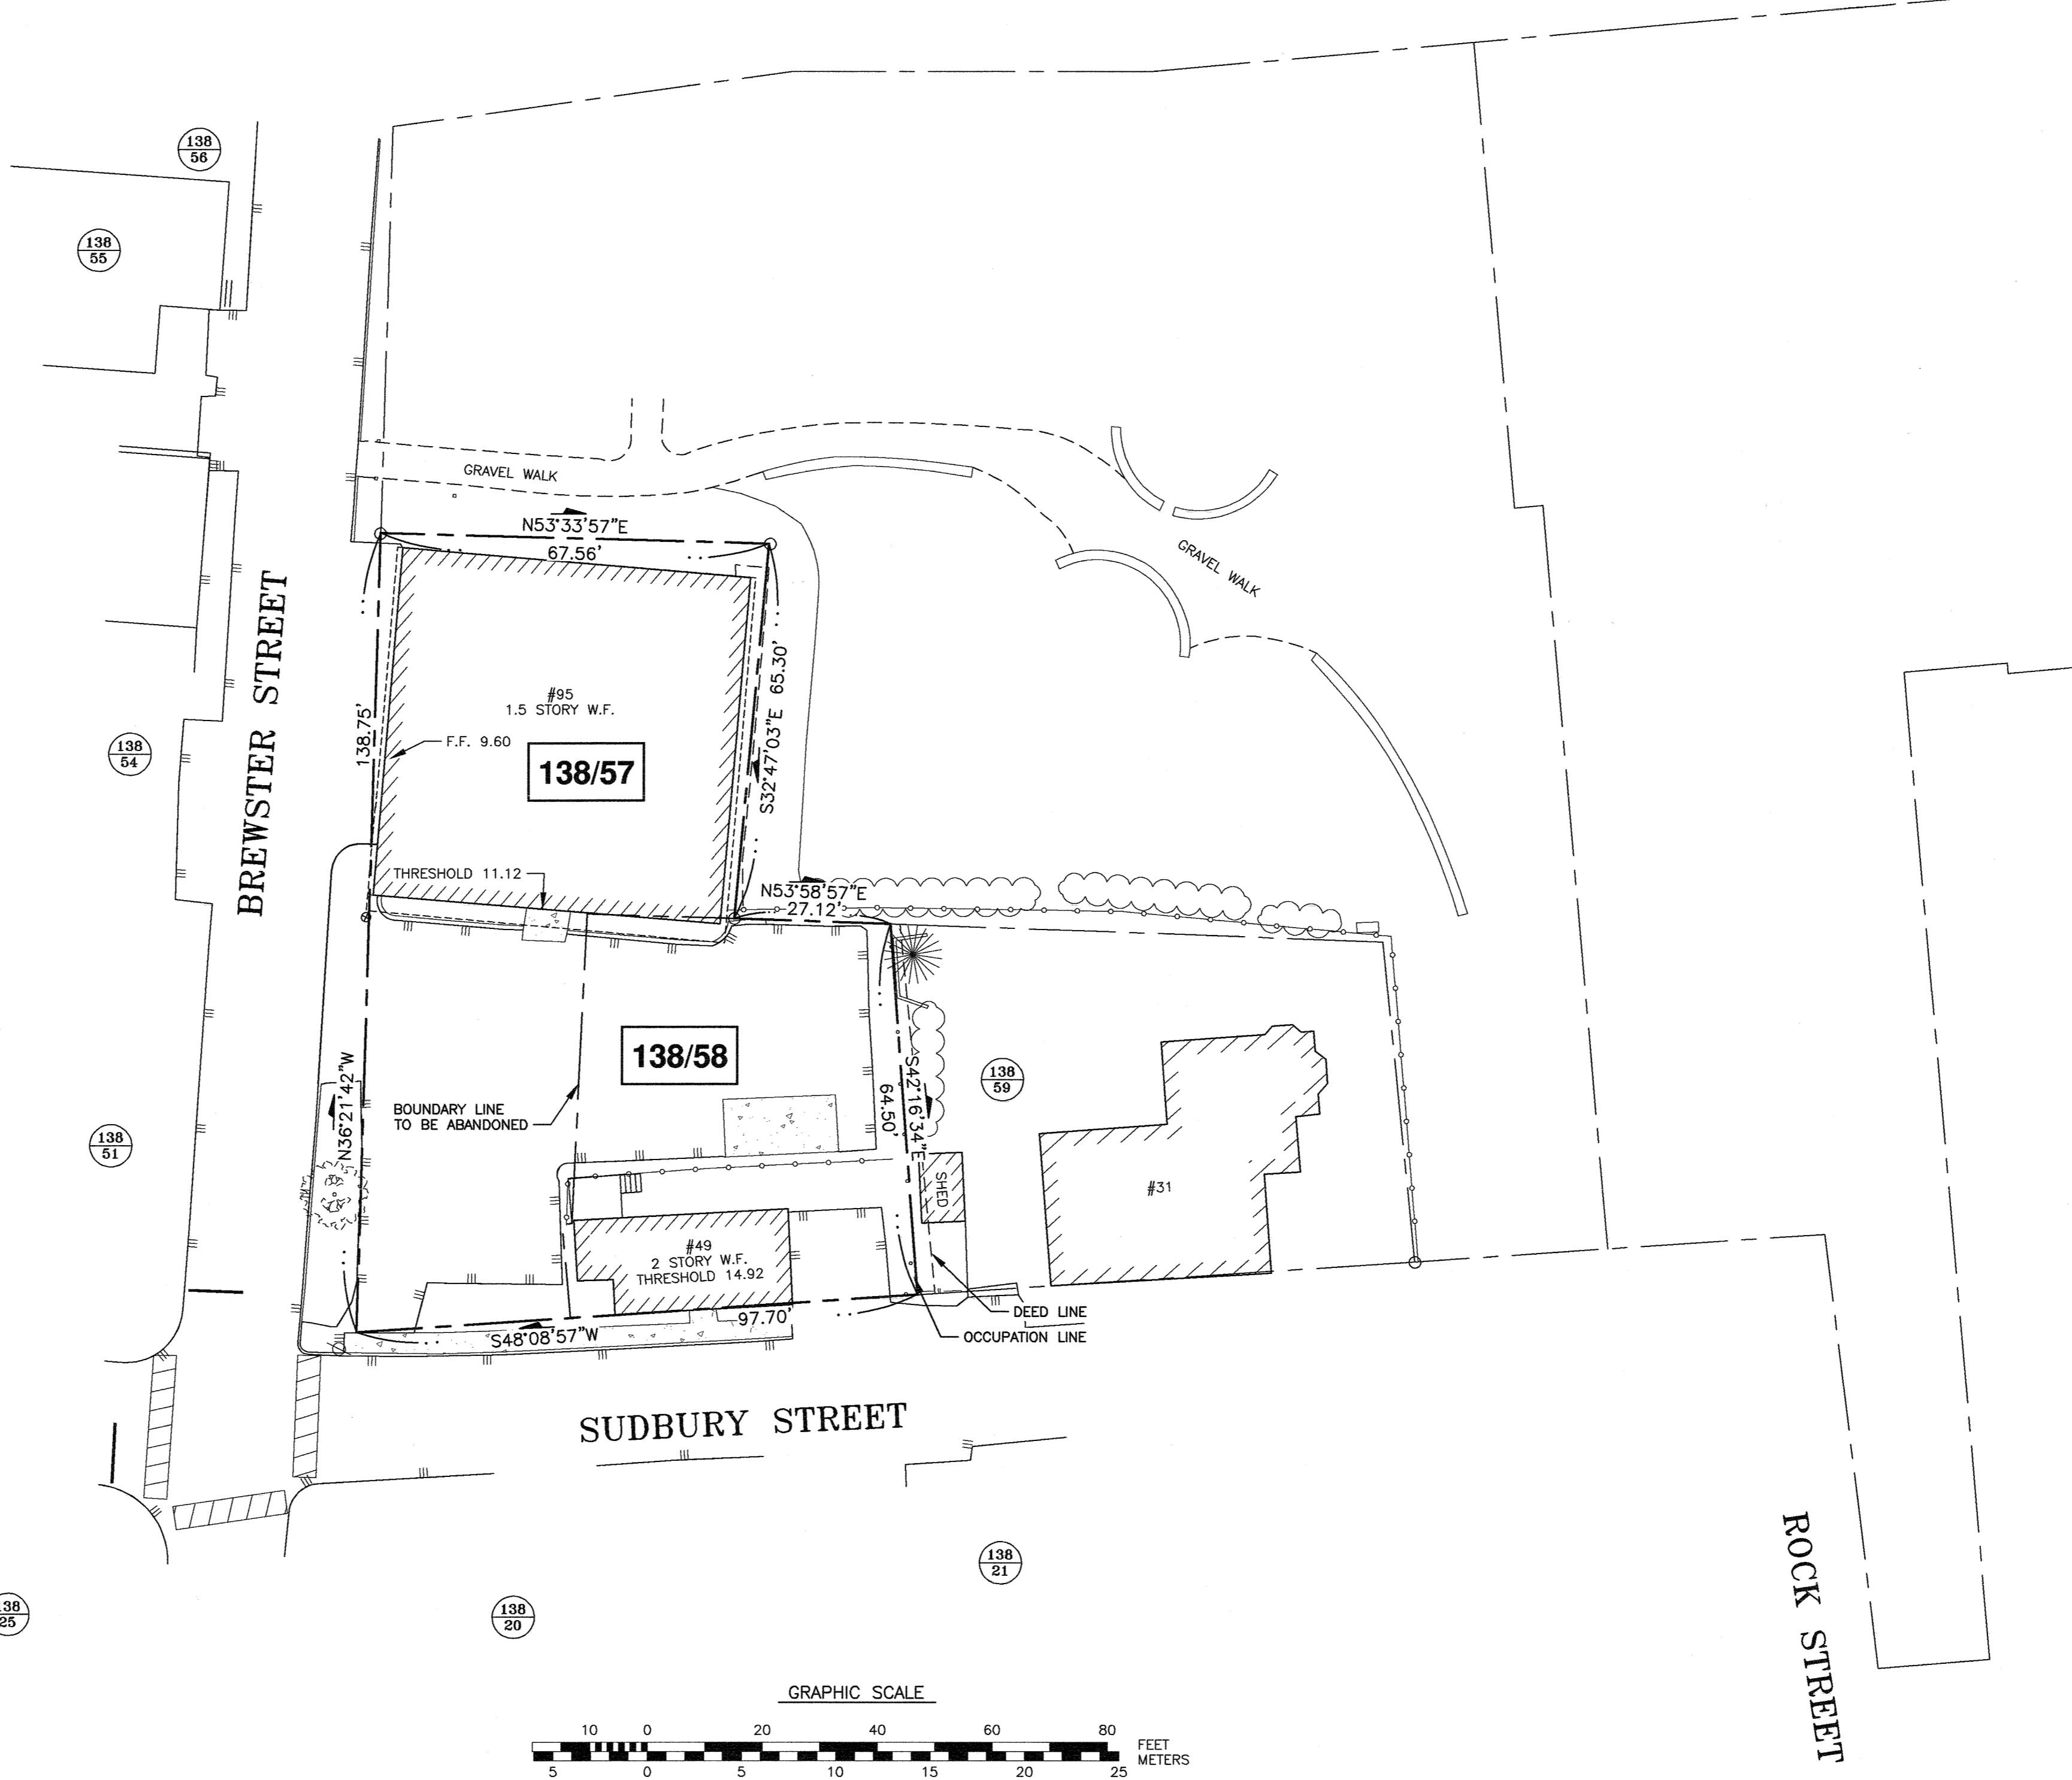 138
56
138
55
GRAVEL WALK
N53°33'57"E
67.56'
GRAVEL WALK
BREWSTER STREET
138.75'
S32°47'03"E 65.30'
#95
1.5 STORY W.F.
F.F. 9.60
138/57
138
54
THRESHOLD 11.12
N53°58'57"E
27.12'
138/58
N36°21'42"W
BOUNDARY LINE
TO BE ABANDONED
S42°16'34"E
64.50'
138
59
138
51
SHED
#31
#49
2 STORY W.F.
THRESHOLD 14.92
97.70'
S48°08'57"W
DEED LINE
OCCUPATION LINE
SUDBURY STREET
ROCK STREET
138
21
138
20
38
25
GRAPHIC SCALE
10 0 20 40 60 80
FEET
METERS
5 0 5 10 15 20 25